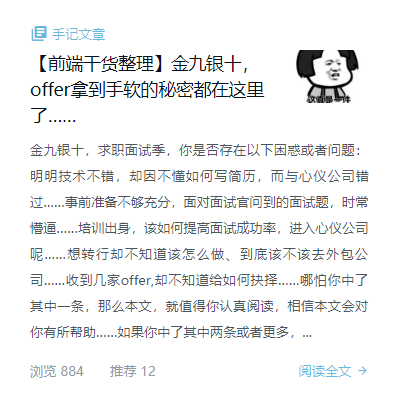 手记文章
【前端干货整理】金九银十，
offer拿到手软的秘密都在这里
了……
金九银十，求职面试季，你是否存在以下困惑或者问题：
明明技术不错，却因不懂如何写简历，而与心仪公司错
过……事前准备不够充分，面对面试官问到的面试题，时常
懵逼……培训出身，该如何提高面试成功率，进入心仪公司
呢……想转行却不知道该怎么做、到底该不该去外包公
司……收到几家offer,却不知道给如何抉择……哪怕你中了
其中一条，那么本文，就值得你认真阅读，相信本文会对
你有所帮助……如果你中了其中两条或者更多，...
浏览 884 推荐 12 阅读全文